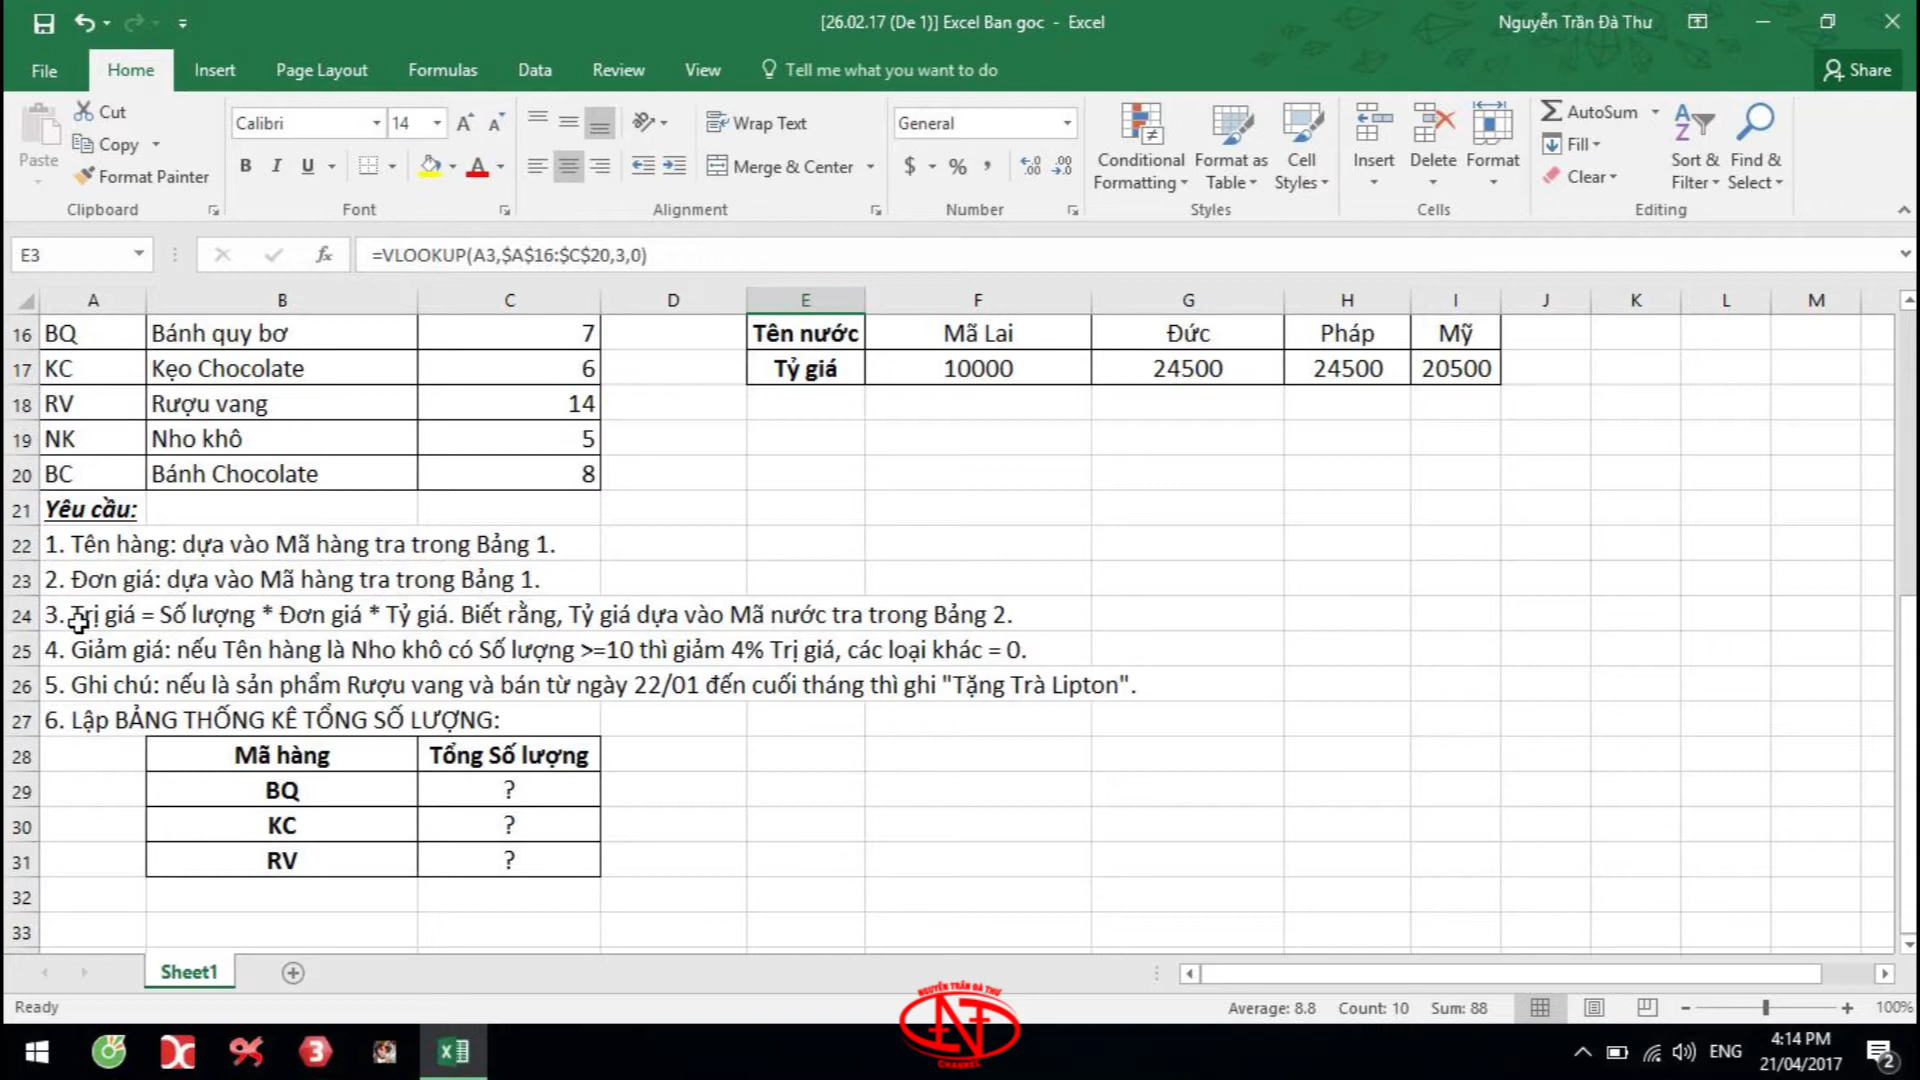 [26.02.17 (De 1)] Excel Ban goc - Excel
Nguyễn Trần Đà Thư
File Home Insert Page Layout Formulas Data Review View Tell me what you want to do Share
Cut
Copy
Format Painter
Paste
Clipboard
Calibri 14
B I U A
Font
Wrap Text
Merge & Center
Alignment
General
$ % ,
Number
Conditional Formatting
Format as Table
Cell Styles
Styles
Insert Delete Format
Cells
AutoSum
Fill
Clear
Sort & Filter
Find & Select
Editing
E3 fx =VLOOKUP(A3,$A$16:$C$20,3,0)
A B C D E F G H I J K L M
16 BQ Bánh quy bơ 7 Tên nước Mã Lai Đức Pháp Mỹ
17 KC Kẹo Chocolate 6 Tỷ giá 10000 24500 24500 20500
18 RV Rượu vang 14
19 NK Nho khô 5
20 BC Bánh Chocolate 8
21 Yêu cầu:
22 1. Tên hàng: dựa vào Mã hàng tra trong Bảng 1.
23 2. Đơn giá: dựa vào Mã hàng tra trong Bảng 1.
24 3. Trị giá = Số lượng * Đơn giá * Tỷ giá. Biết rằng, Tỷ giá dựa vào Mã nước tra trong Bảng 2.
25 4. Giảm giá: nếu Tên hàng là Nho khô có Số lượng >=10 thì giảm 4% Trị giá, các loại khác = 0.
26 5. Ghi chú: nếu là sản phẩm Rượu vang và bán từ ngày 22/01 đến cuối tháng thì ghi "Tặng Trà Lipton".
27 6. Lập BẢNG THỐNG KÊ TỔNG SỐ LƯỢNG:
28 Mã hàng Tổng Số lượng
29 BQ ?
30 KC ?
31 RV ?
32
33
Sheet1
Ready
Average: 8.8 Count: 10 Sum: 88
100%
NGUYỄN TRẦN ĐÀ THƯ
CHANNEL
ENG
4:14 PM
21/04/2017
2